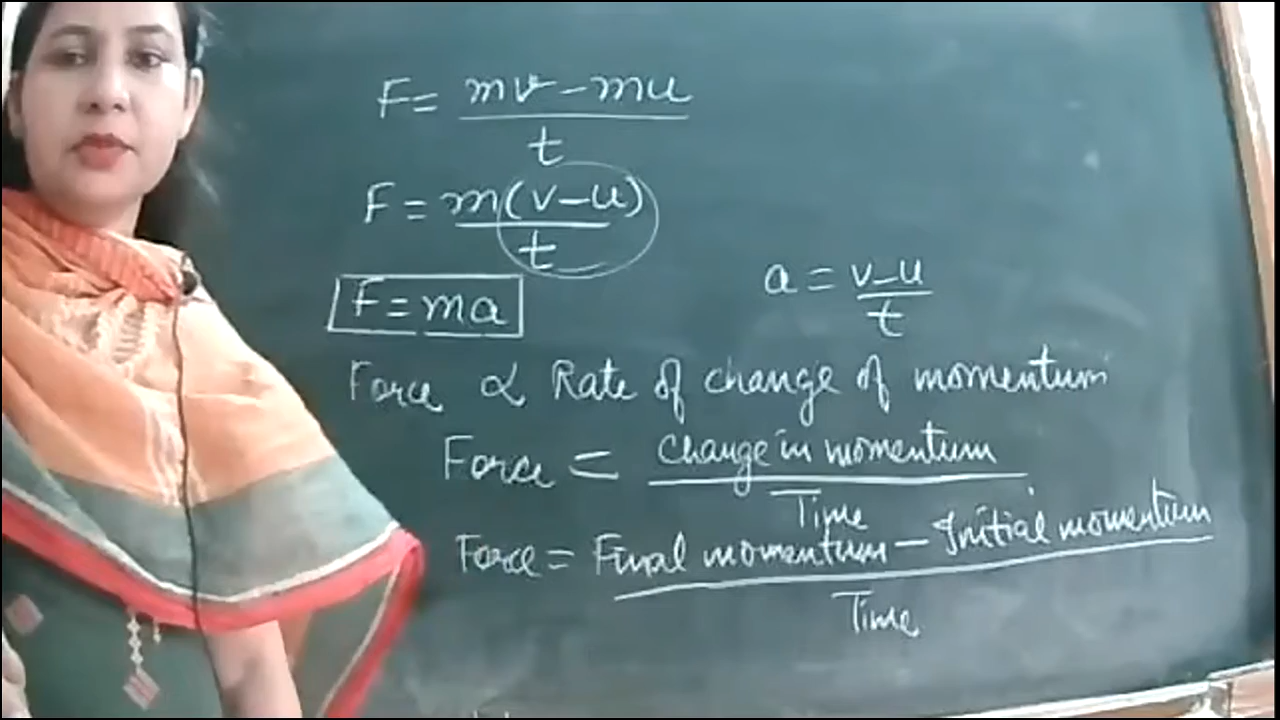 F = mv - mu / t
F = m(v-u) / t
F = ma
a = v-u / t
Force ∝ Rate of change of momentum
Force = Change in momentum / Time
Force = Final momentum - Initial momentum / Time